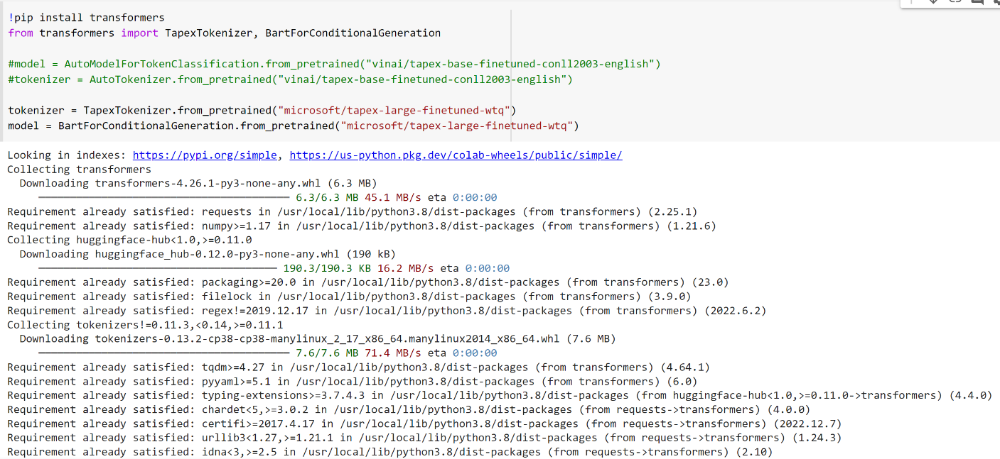 !pip install transformers
from transformers import TapexTokenizer, BartForConditionalGeneration
#model = AutoModelForTokenClassification.from_pretrained("vinai/tapex-base-finetuned-conll2003-english")
#tokenizer = AutoTokenizer.from_pretrained("vinai/tapex-base-finetuned-conll2003-english")
tokenizer = TapexTokenizer.from_pretrained("microsoft/tapex-large-finetuned-wtq")
model = BartForConditionalGeneration.from_pretrained("microsoft/tapex-large-finetuned-wtq")
Looking in indexes: https://pypi.org/simple, https://us-python.pkg.dev/colab-wheels/public/simple/
Collecting transformers
Downloading transformers-4.26.1-py3-none-any.whl (6.3 MB)
6.3/6.3 MB 45.1 MB/s eta 0:00:00
Requirement already satisfied: requests in /usr/local/lib/python3.8/dist-packages (from transformers) (2.25.1)
Requirement already satisfied: numpy>=1.17 in /usr/local/lib/python3.8/dist-packages (from transformers) (1.21.6)
Collecting huggingface-hub<1.0,>=0.11.0
Downloading huggingface_hub-0.12.0-py3-none-any.whl (190 kB)
190.3/190.3 KB 16.2 MB/s eta 0:00:00
Requirement already satisfied: packaging>=20.0 in /usr/local/lib/python3.8/dist-packages (from transformers) (23.0)
Requirement already satisfied: filelock in /usr/local/lib/python3.8/dist-packages (from transformers) (3.9.0)
Requirement already satisfied: regex!=2019.12.17 in /usr/local/lib/python3.8/dist-packages (from transformers) (2022.6.2)
Collecting tokenizers!=0.11.3,<0.14,>=0.11.1
Downloading tokenizers-0.13.2-cp38-cp38-manylinux_2_17_x86_64.manylinux2014_x86_64.whl (7.6 MB)
7.6/7.6 MB 71.4 MB/s eta 0:00:00
Requirement already satisfied: tqdm>=4.27 in /usr/local/lib/python3.8/dist-packages (from transformers) (4.64.1)
Requirement already satisfied: pyyaml>=5.1 in /usr/local/lib/python3.8/dist-packages (from transformers) (6.0)
Requirement already satisfied: typing-extensions>=3.7.4.3 in /usr/local/lib/python3.8/dist-packages (from huggingface-hub<1.0,>=0.11.0->transformers) (4.4.0)
Requirement already satisfied: chardet<5,>=3.0.2 in /usr/local/lib/python3.8/dist-packages (from requests->transformers) (4.0.0)
Requirement already satisfied: certifi>=2017.4.17 in /usr/local/lib/python3.8/dist-packages (from requests->transformers) (2022.12.7)
Requirement already satisfied: urllib3<1.27,>=1.21.1 in /usr/local/lib/python3.8/dist-packages (from requests->transformers) (1.24.3)
Requirement already satisfied: idna<3,>=2.5 in /usr/local/lib/python3.8/dist-packages (from requests->transformers) (2.10)